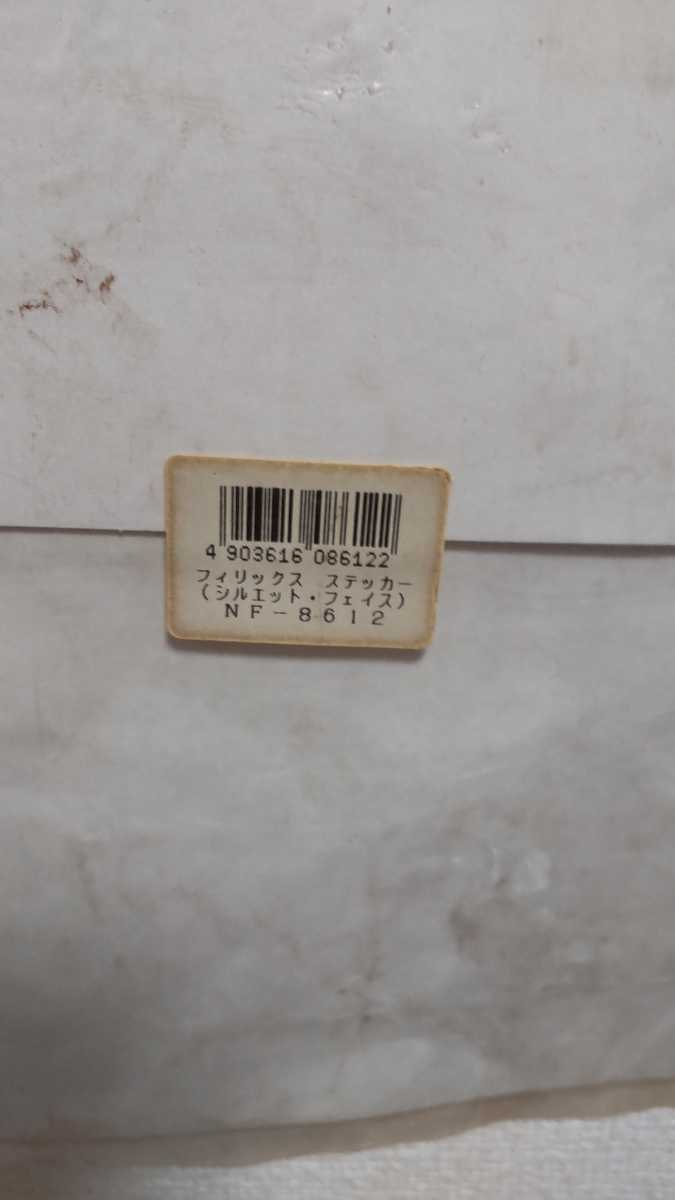 4 903616 086122
フィリックス ステッカー
(シルエット・フェイス)
NF-8612